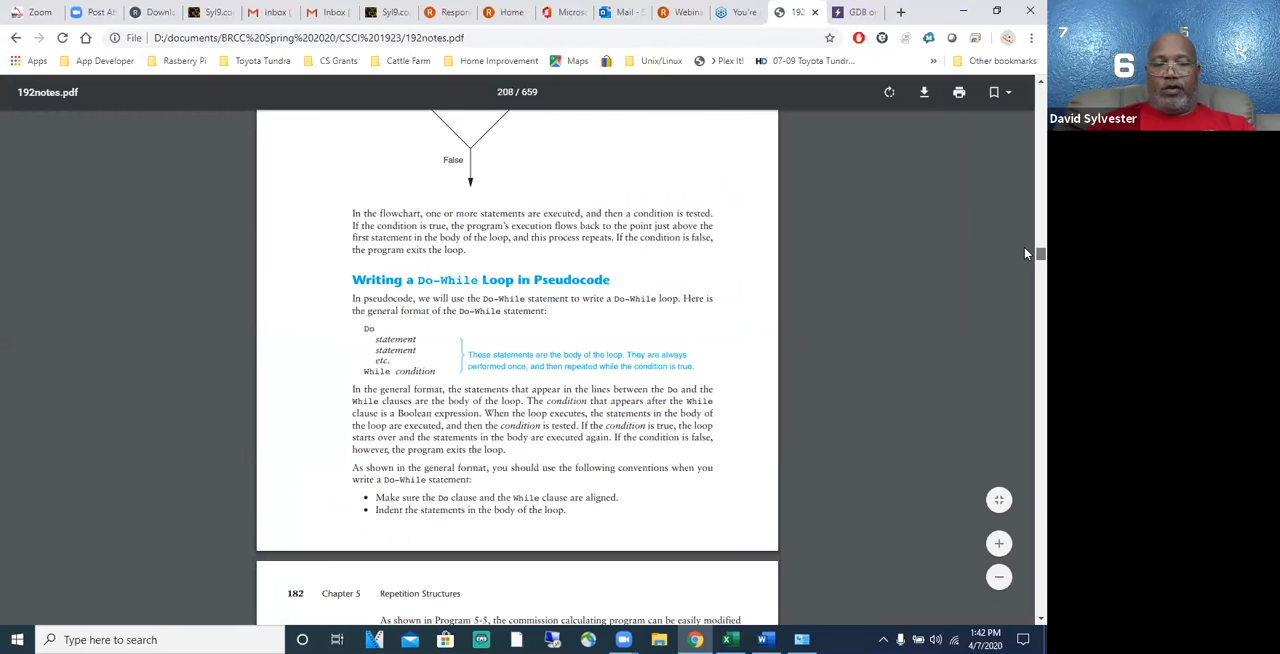 Zoom
Post At
Downl
Syl9.co
Inbox (
Inbox (
Syl9.co
Respon
Home
Micros
Mail - S
Webina
You're
192
GDB on
File
D:/documents/BRCC%20Spring%202020/CSCI%201923/192notes.pdf
Apps
App Developer
Rasberry Pi
Toyota Tundra
CS Grants
Cattle Farm
Home Improvement
Maps
Unix/Linux
> Plex It!
HD 07-09 Toyota Tundr...
»
Other bookmarks
192notes.pdf
208 / 659
7
6
David Sylvester
False
In the flowchart, one or more statements are executed, and then a condition is tested.
If the condition is true, the program's execution flows back to the point just above the
first statement in the body of the loop, and this process repeats. If the condition is false,
the program exits the loop.
Writing a Do-While Loop in Pseudocode
In pseudocode, we will use the Do-While statement to write a Do-While loop. Here is
the general format of the Do-While statement:
Do
statement
statement
etc.
While condition
These statements are the body of the loop. They are always
performed once, and then repeated while the condition is true.
In the general format, the statements that appear in the lines between the Do and the
While clauses are the body of the loop. The condition that appears after the While
clause is a Boolean expression. When the loop executes, the statements in the body of
the loop are executed, and then the condition is tested. If the condition is true, the loop
starts over and the statements in the body are executed again. If the condition is false,
however, the program exits the loop.
As shown in the general format, you should use the following conventions when you
write a Do-While statement:
• Make sure the Do clause and the While clause are aligned.
• Indent the statements in the body of the loop.
182 Chapter 5 Repetition Structures
As shown in Program 5-5, the commission calculating program can be easily modified
Type here to search
1:42 PM
4/7/2020